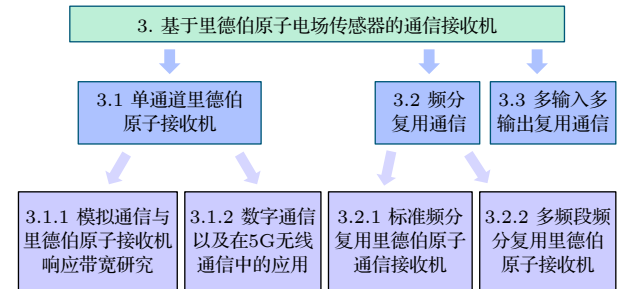 3. 基于里德伯原子电场传感器的通信接收机
3.1 单通道里德伯
原子接收机
3.2 频分
复用通信
3.3 多输入多
输出复用通信
3.1.1 模拟通信与
里德伯原子接收机
响应带宽研究
3.1.2 数字通信
以及在5G无线
通信中的应用
3.2.1 标准频分
复用里德伯原子
通信接收机
3.2.2 多频段频
分复用里德伯
原子接收机